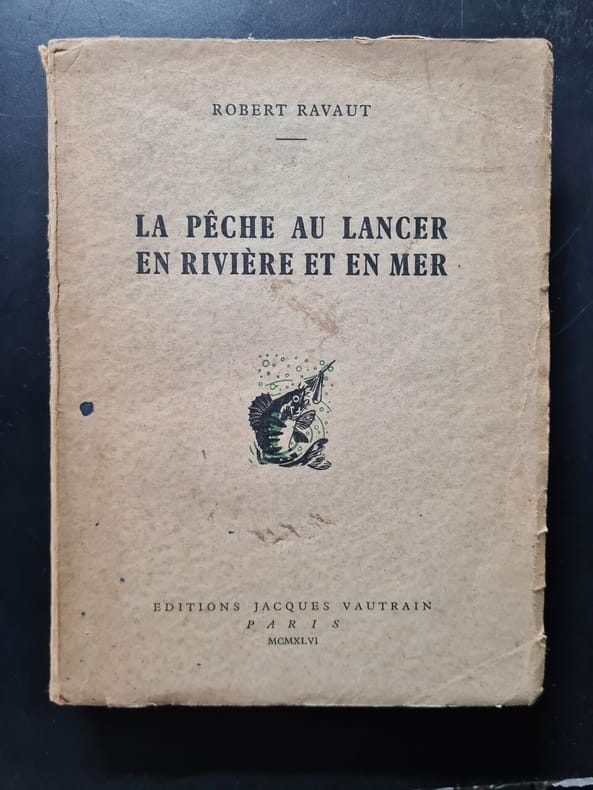 ROBERT RAVAUT
LA PÊCHE AU LANCER
EN RIVIÈRE ET EN MER
EDITIONS JACQUES VAUTRAIN
PARIS
MCMXLVI